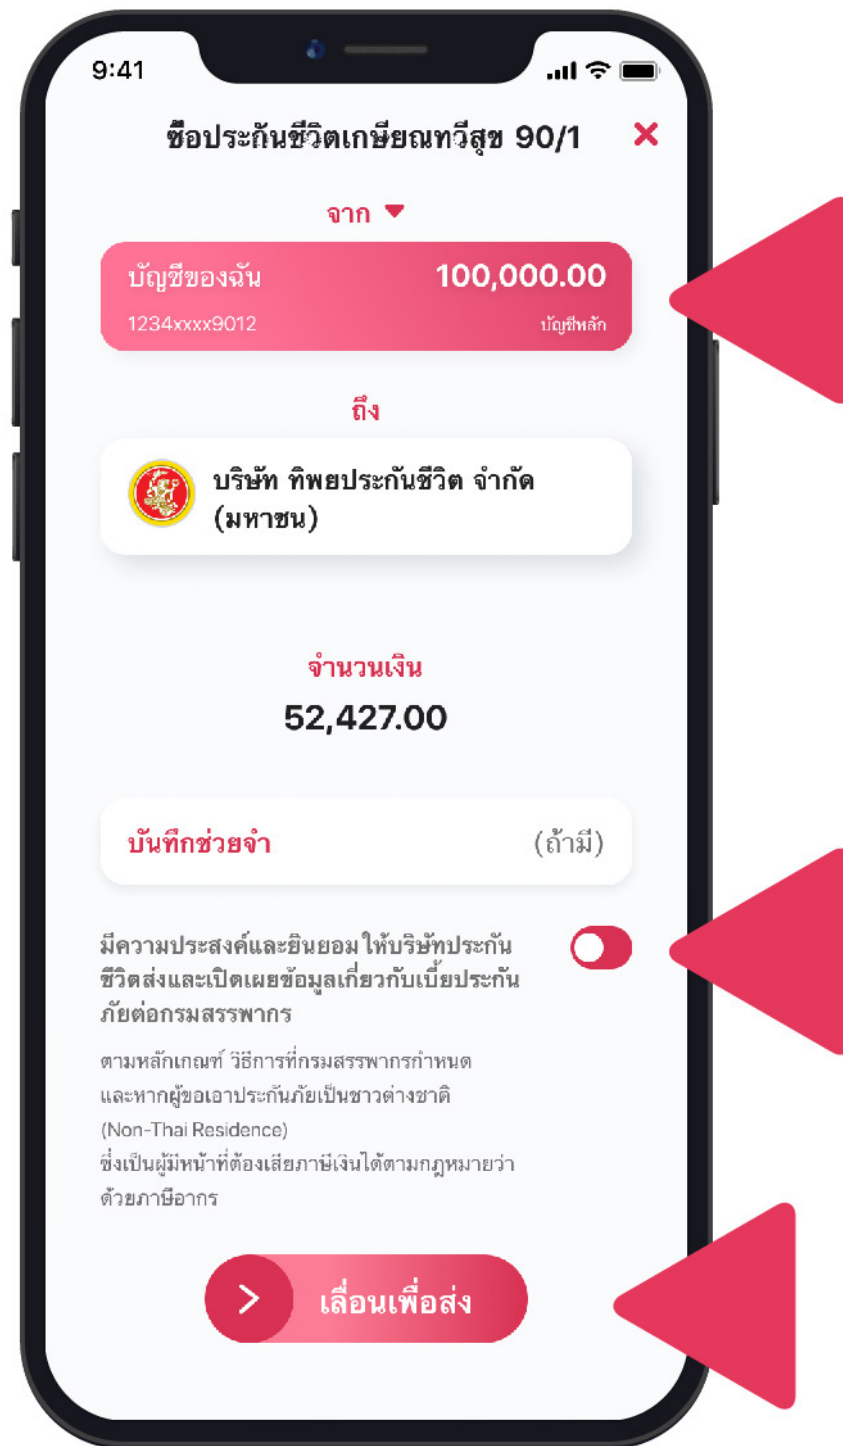 9:41
ซื้อประกันชีวิตเกษียณทวีสุข 90/1
จาก
บัญชีของฉัน 100,000.00
1234xxxx9012 บัญชีหลัก
ถึง
บริษัท ทิพยประกันชีวิต จำกัด
(มหาชน)
จำนวนเงิน
52,427.00
บันทึกช่วยจำ (ถ้ามี)
มีความประสงค์และยินยอม ให้บริษัทประกัน
ชีวิตส่งและเปิดเผยข้อมูลเกี่ยวกับเบี้ยประกัน
ภัยต่อกรมสรรพากร
ตามหลักเกณฑ์ วิธีการที่กรมสรรพากรกำหนด
และหากผู้ขอเอาประกันภัยเป็นชาวต่างชาติ
(Non-Thai Residence)
ซึ่งเป็นผู้มีหน้าที่ต้องเสียภาษีเงินได้ตามกฎหมายว่า
ด้วยภาษีอากร
เลื่อนเพื่อส่ง